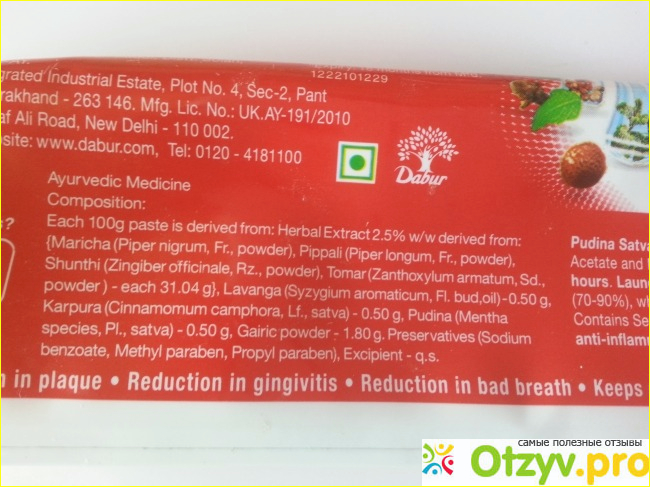 1222101229
grated Industrial Estate, Plot No. 4, Sec-2, Pant
rakhand - 263 146. Mfg. Lic. No.: UK.AY-191/2010
af Ali Road, New Delhi - 110 002.
site: www.dabur.com, Tel: 0120 - 4181100
Dabur
Ayurvedic Medicine
Composition:
Each 100g paste is derived from: Herbal Extract 2.5% w/w derived from:
{Maricha (Piper nigrum, Fr., powder), Pippali (Piper longum, Fr., powder),
Shunthi (Zingiber officinale, Rz., powder), Tomar (Zanthoxylum armatum, Sd.,
powder ) - each 31.04 g}, Lavanga (Syzygium aromaticum, Fl. bud,oil) - 0.50 g,
Karpura (Cinnamomum camphora, Lf., satva) - 0.50 g, Pudina (Mentha
species, Pl., satva) - 0.50 g, Gairic powder - 1.80 g. Preservatives (Sodium
benzoate, Methyl paraben, Propyl paraben), Excipient - q.s.
s?
Pudina Satva
Acetate and
hours. Laun
(70-90%), wh
Contains Se
anti-inflamm
n in plaque • Reduction in gingivitis • Reduction in bad breath • Keeps
самые полезные отзывы
Otzyv.pro